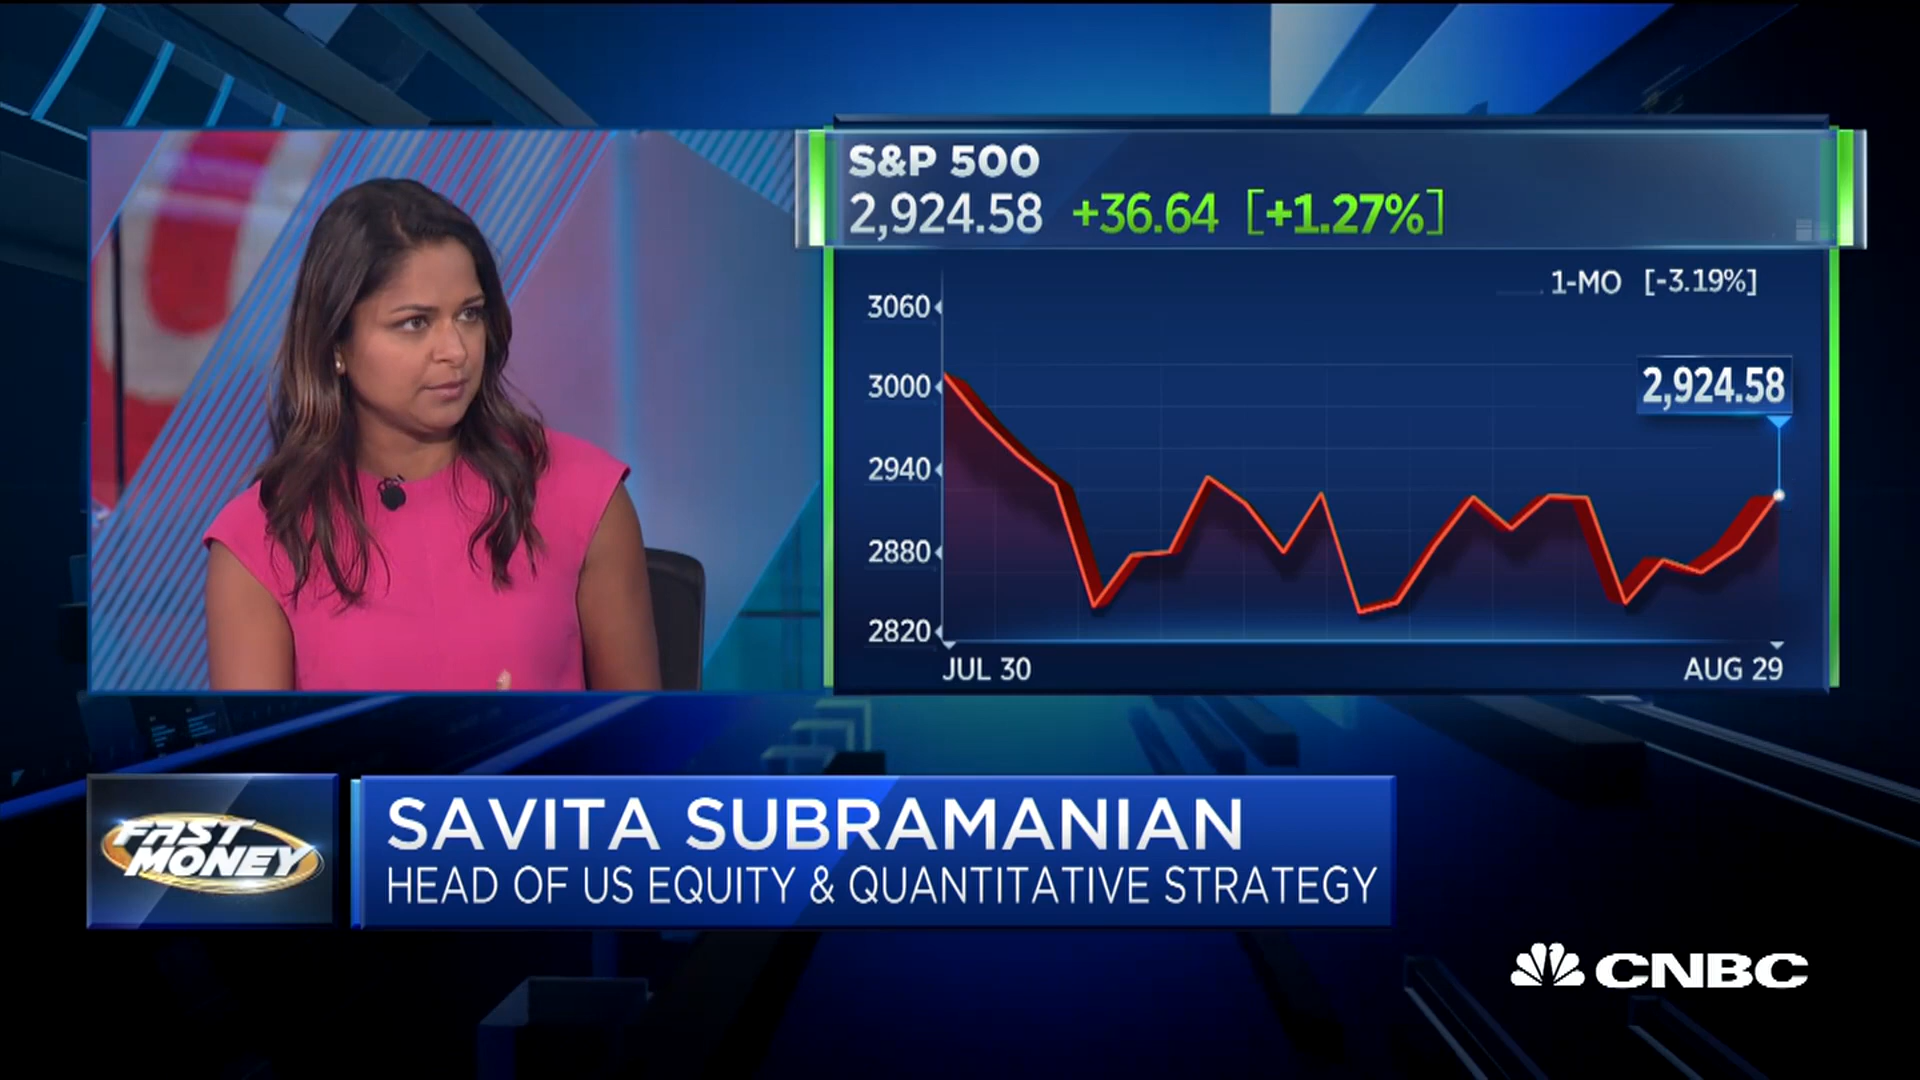 S&P 500
2,924.58 +36.64 [+1.27%]
1-MO [-3.19%]
3060
3000
2940
2880
2820
2,924.58
JUL 30 AUG 29
FAST MONEY
SAVITA SUBRAMANIAN
HEAD OF US EQUITY & QUANTITATIVE STRATEGY
CNBC